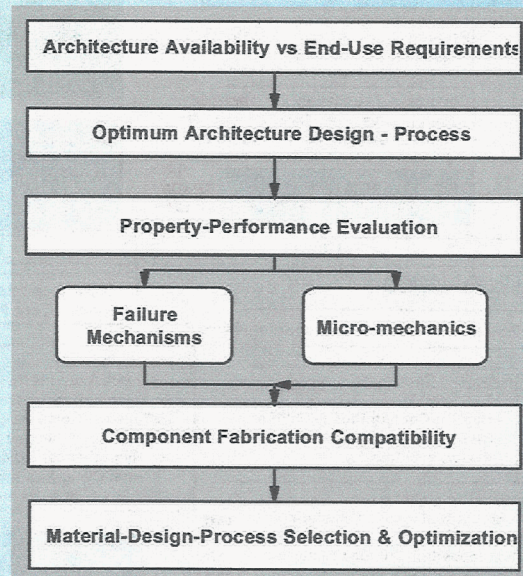 Architecture Availability vs End-Use Requirements
Optimum Architecture Design - Process
Property-Performance Evaluation
Failure
Mechanisms
Micro-mechanics
Component Fabrication Compatibility
Material-Design-Process Selection & Optimization